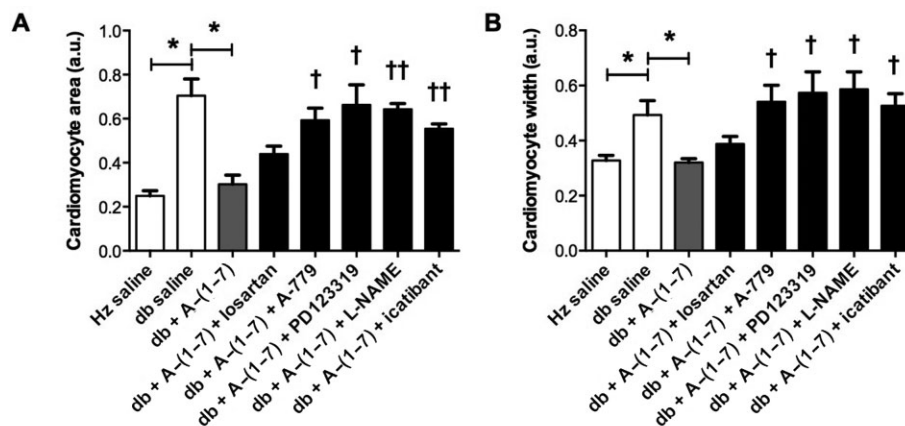 A
Cardiomyocyte area (a.u.)
1.0
0.8
0.6
0.4
0.2
0.0
* *
† † †† ††
Hz saline
db saline
db + A–(1–7)
db + A–(1–7) + losartan
db + A–(1–7) + A-779
db + A–(1–7) + PD123319
db + A–(1–7) + L-NAME
db + A–(1–7) + icatibant
B
Cardiomyocyte width (a.u.)
0.8
0.6
0.4
0.2
0.0
* *
† † † †
Hz saline
db saline
db + A–(1–7)
db + A–(1–7) + losartan
db + A–(1–7) + A-779
db + A–(1–7) + PD123319
db + A–(1–7) + L-NAME
db + A–(1–7) + icatibant